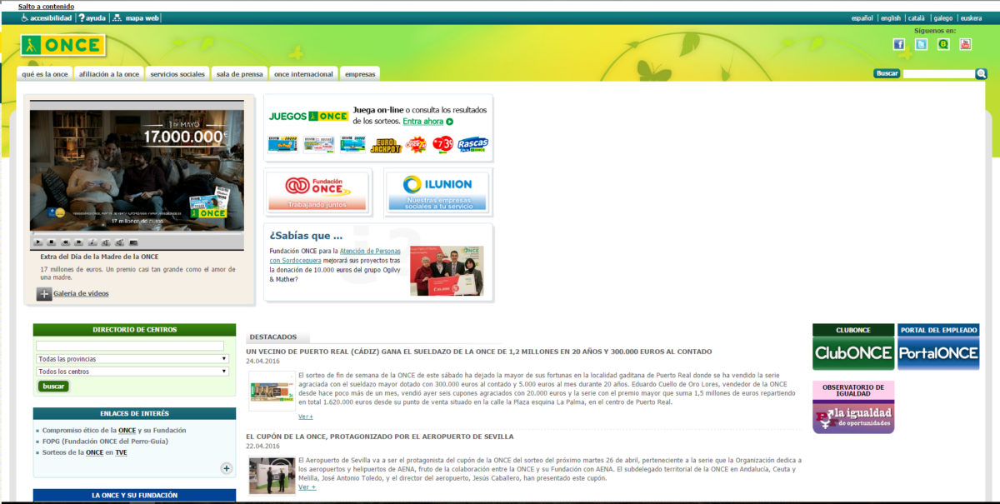 Salto a contenido
accesibilidad | ? ayuda | mapa web |
español | english | català | galego | euskera
ONCE
Síguenos en:
qué es la once
afiliación a la once
servicios sociales
sala de prensa
once internacional
empresas
Buscar
1 DE MAYO
17.000.000€
ONCE
17 millones de euros
Extra del Día de la Madre de la ONCE
17 millones de euros. Un premio casi tan grande como el amor de
una madre.
Galería de vídeos
JUEGOS ONCE
Juega on-line o consulta los resultados
de los sorteos. Entra ahora
EURO
JACKPOT
7/39
Rascas
Fundación
ONCE
Trabajando juntos
ILUNION
Nuestras empresas
sociales a tu servicio
¿Sabías que ...
Fundación ONCE para la Atención de Personas
con Sordoceguera mejorará sus proyectos tras
la donación de 10.000 euros del grupo Ogilvy
& Mather?
DIRECTORIO DE CENTROS
Todas las provincias
Todos los centros
buscar
ENLACES DE INTERÉS
Compromiso ético de la ONCE y su Fundación
FOPG (Fundación ONCE del Perro-Guía)
Sorteos de la ONCE en TVE
LA ONCE Y SU FUNDACIÓN
DESTACADOS
UN VECINO DE PUERTO REAL (CÁDIZ) GANA EL SUELDAZO DE LA ONCE DE 1,2 MILLONES EN 20 AÑOS Y 300.000 EUROS AL CONTADO
24.04.2016
El sorteo de fin de semana de la ONCE de este sábado ha dejado la mayor de sus fortunas en la localidad gaditana de Puerto Real donde se ha vendido la serie
agraciada con el sueldazo mayor dotado con 300.000 euros al contado y 5.000 euros al mes durante 20 años. Eduardo Cuello de Oro Lores, vendedor de la ONCE
desde hace poco más de un mes, vendió ayer seis cupones agraciados con 20.000 euros y la serie con el premio mayor que suma 1,5 millones de euros repartiendo
en total 1.620.000 euros desde su punto de venta situado en la calle la Plaza esquina La Palma, en el centro de Puerto Real.
Ver+
EL CUPÓN DE LA ONCE, PROTAGONIZADO POR EL AEROPUERTO DE SEVILLA
22.04.2016
El Aeropuerto de Sevilla va a ser el protagonista del cupón de la ONCE del sorteo del próximo martes 26 de abril, perteneciente a la serie que la Organización dedica a
los aeropuertos y helipuertos de AENA, fruto de la colaboración entre la ONCE y su Fundación con AENA. El subdelegado territorial de la ONCE en Andalucía, Ceuta y
Melilla, José Antonio Toledo, y el director del aeropuerto, Jesús Caballero, han presentado este cupón.
Ver +
CLUBONCE
ClubONCE
PORTAL DEL EMPLEADO
PortalONCE
OBSERVATORIO DE
IGUALDAD
la igualdad
de oportunidades